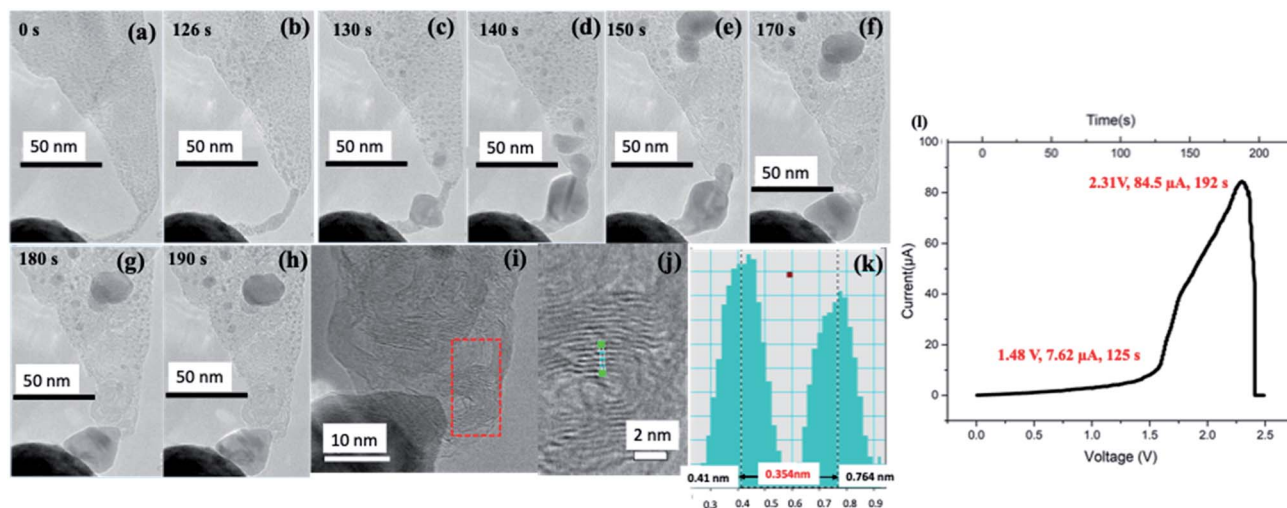 0 s (a)
126 s (b)
130 s (c)
140 s (d)
150 s (e)
170 s (f)
50 nm
50 nm
50 nm
50 nm
50 nm
50 nm
180 s (g)
190 s (h)
(i)
(j)
(k)
50 nm
50 nm
10 nm
2 nm
0.41 nm
0.354nm
0.764 nm
0.3 0.4 0.5 0.6 0.7 0.8 0.9
(l)
Time(s)
0 50 100 150 200
100
80
60
40
20
0
Current(µA)
2.31V, 84.5 µA, 192 s
1.48 V, 7.62 µA, 125 s
0.0 0.5 1.0 1.5 2.0 2.5
Voltage (V)